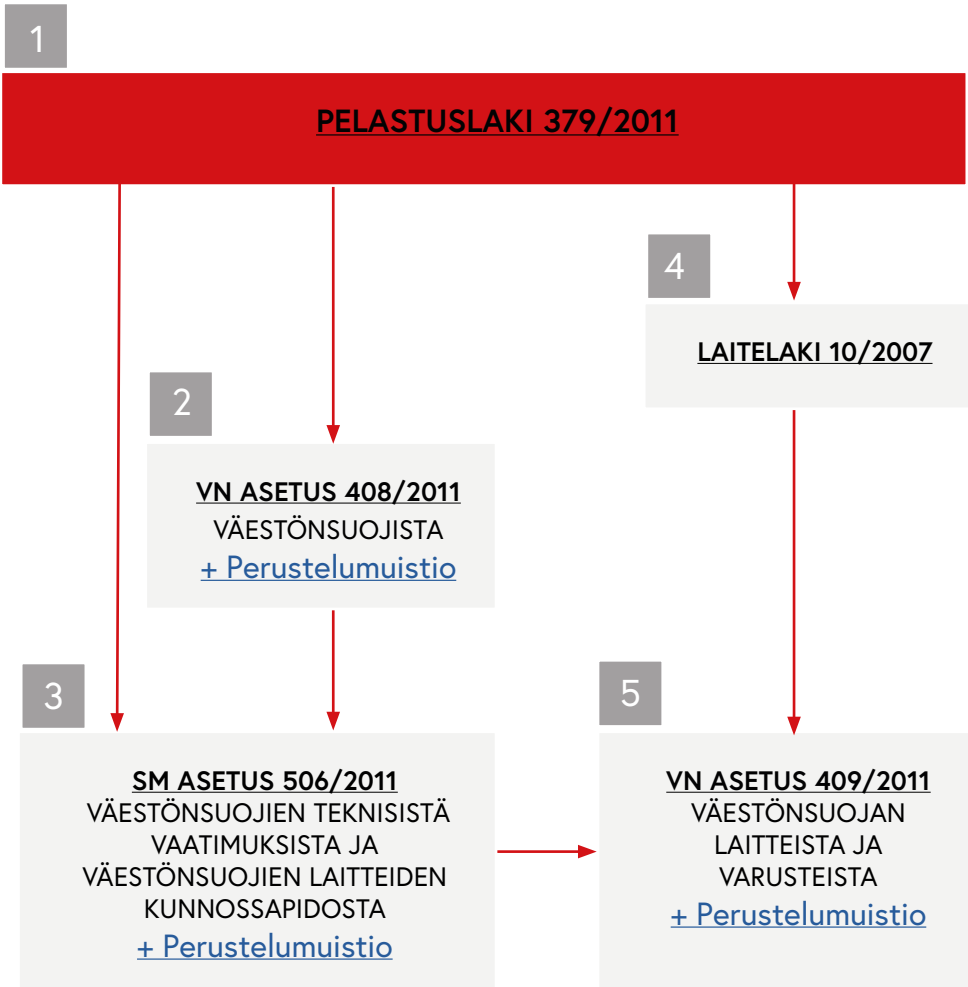 1
PELASTUSLAKI 379/2011
2
VN ASETUS 408/2011
VÄESTÖNSUOJISTA
+ Perustelumuistio
3
SM ASETUS 506/2011
VÄESTÖNSUOJIEN TEKNISISTÄ
VAATIMUKSISTA JA
VÄESTÖNSUOJIEN LAITTEIDEN
KUNNOSSAPIDOSTA
+ Perustelumuistio
4
LAITELAKI 10/2007
5
VN ASETUS 409/2011
VÄESTÖNSUOJAN
LAITTEISTA JA
VARUSTEISTA
+ Perustelumuistio